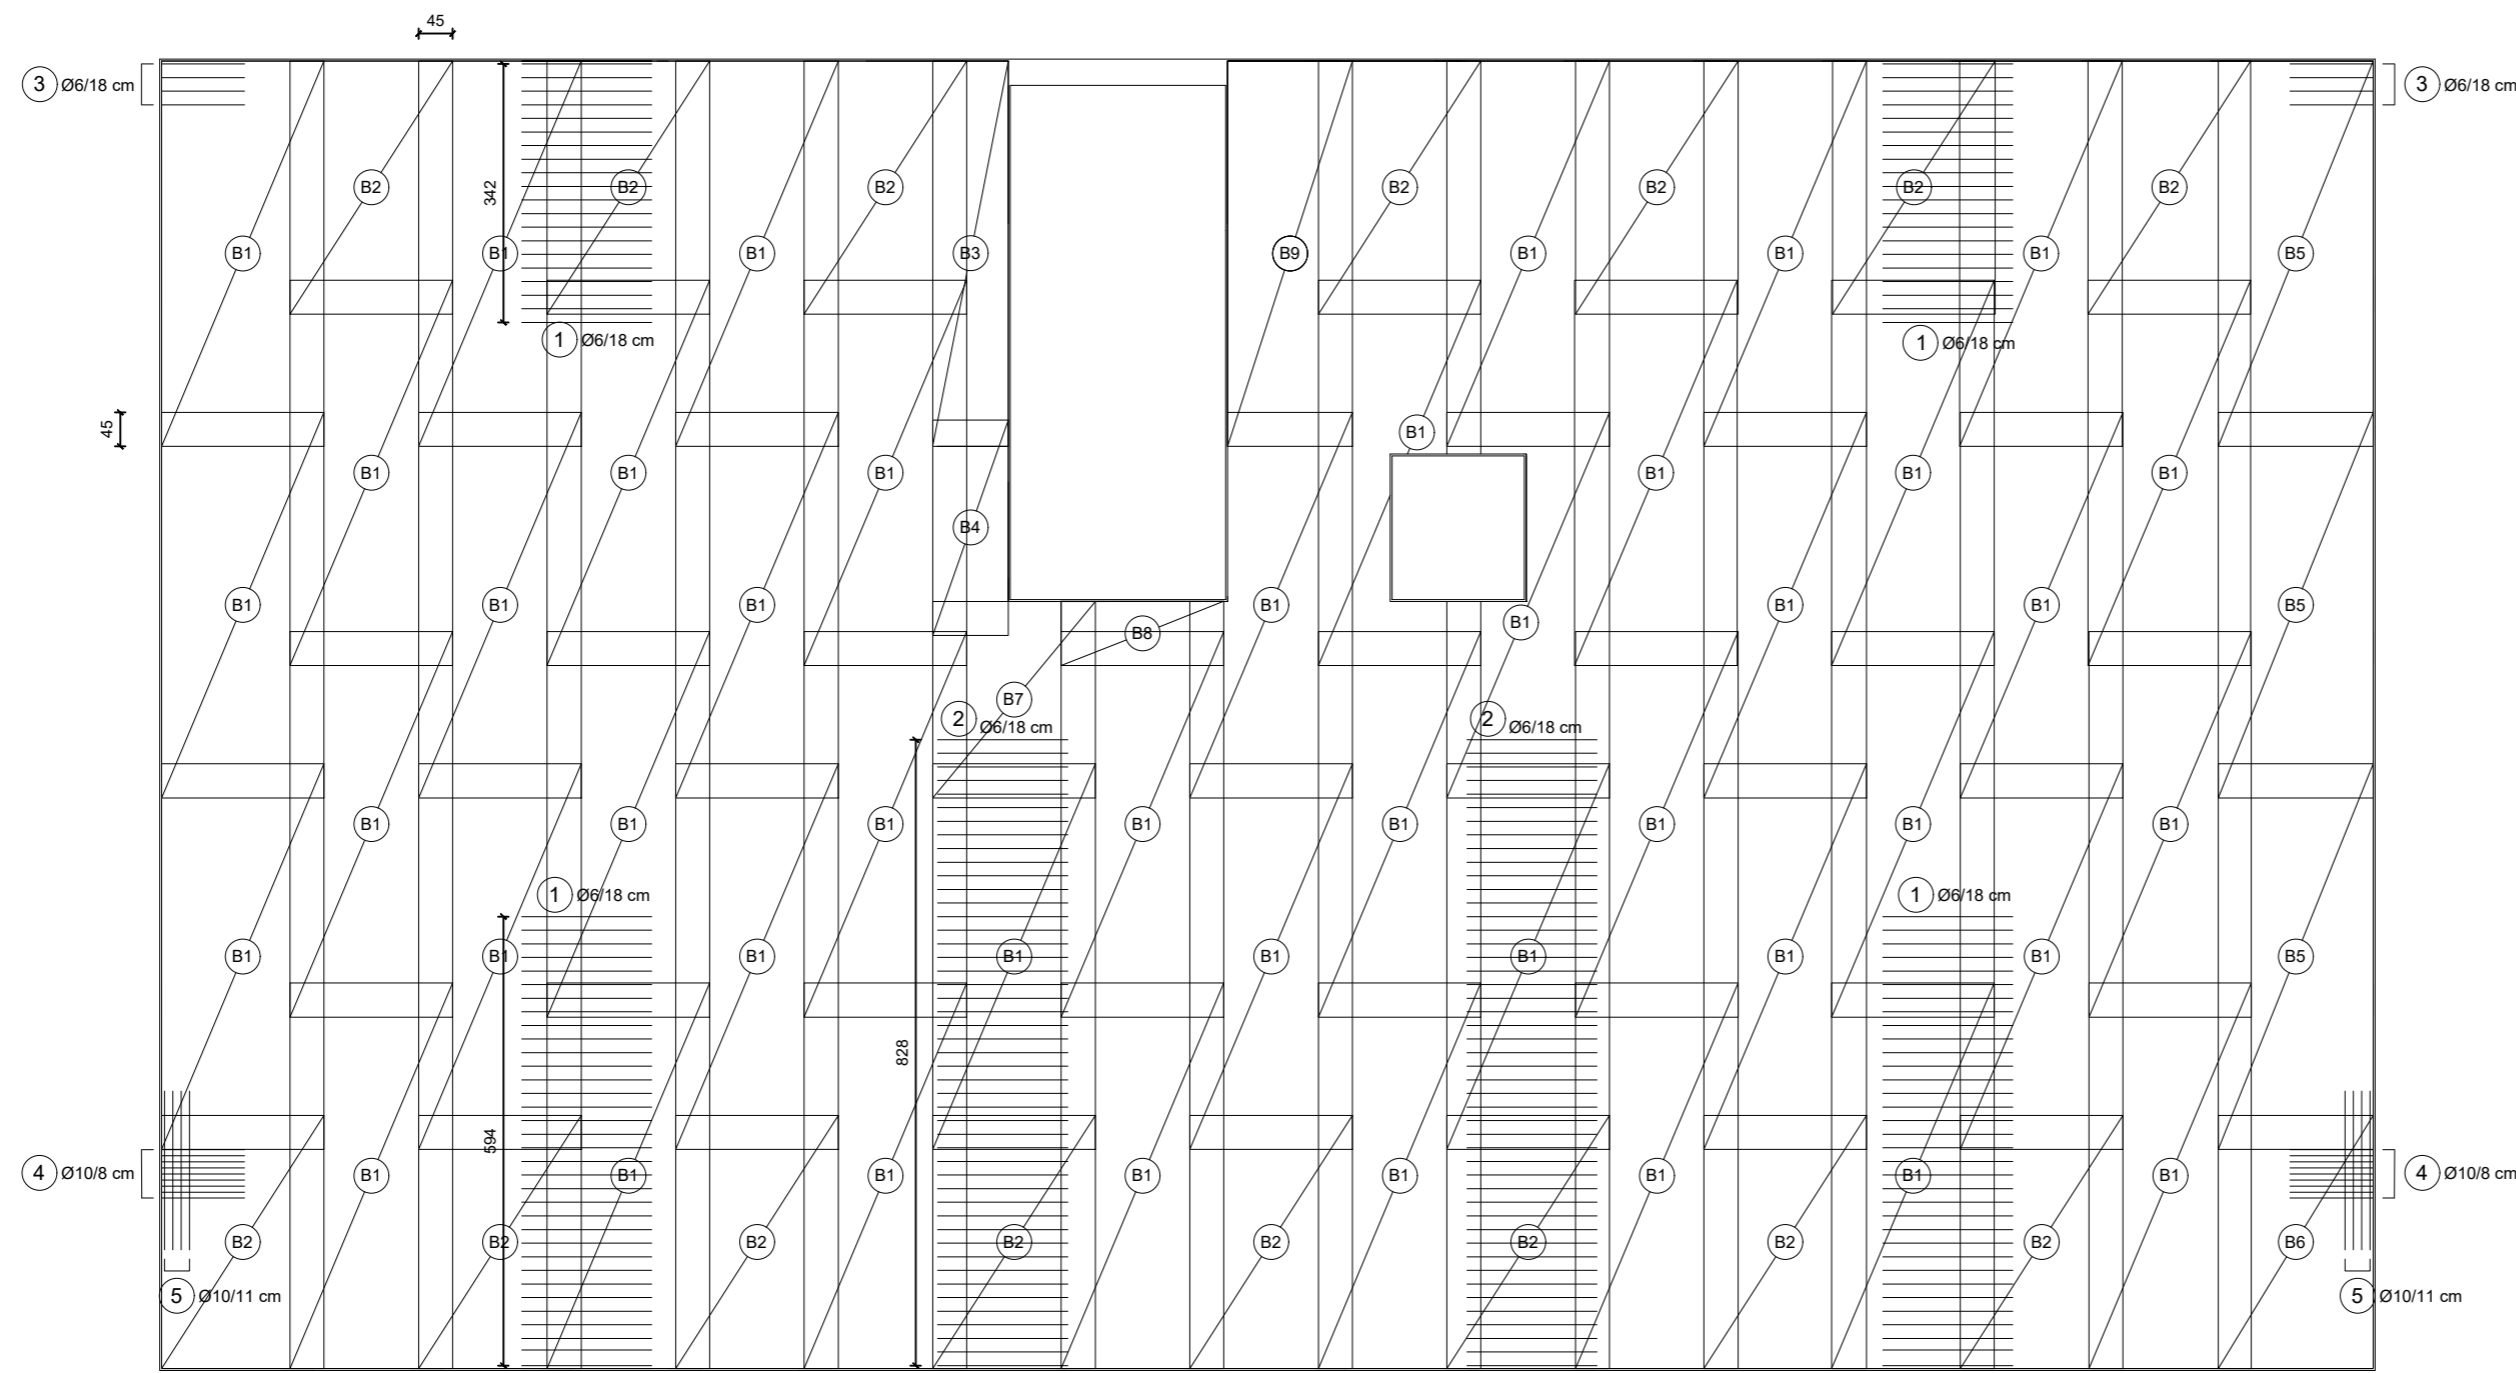 45
3 Ø6/18 cm
3 Ø6/18 cm
B2 B2 B2 B2 B2 B2 B2
342
B1 B1 B1 B3 B9 B1 B1 B1 B5
1 Ø6/18 cm
1 Ø6/18 cm
45
B1
B1 B1 B1 B1 B1 B1
B4
B1 B1 B1 B1 B1 B1 B5
B1
B8
B7
2 Ø6/18 cm
2 Ø6/18 cm
B1 B1 B1 B1 B1 B1 B1 B1
1 Ø6/18 cm
1 Ø6/18 cm
B1 B1 B1 B1 B1 B1 B1 B1 B5
828
594
4 Ø10/8 cm
4 Ø10/8 cm
B1 B1 B1 B1 B1 B1 B1 B1
B2 B2 B2 B2 B2 B2 B2 B2 B6
5 Ø10/11 cm
5 Ø10/11 cm